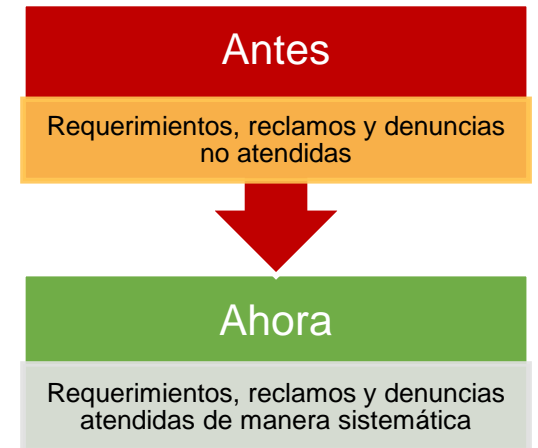 Antes
Requerimientos, reclamos y denuncias
no atendidas
Ahora
Requerimientos, reclamos y denuncias
atendidas de manera sistemática